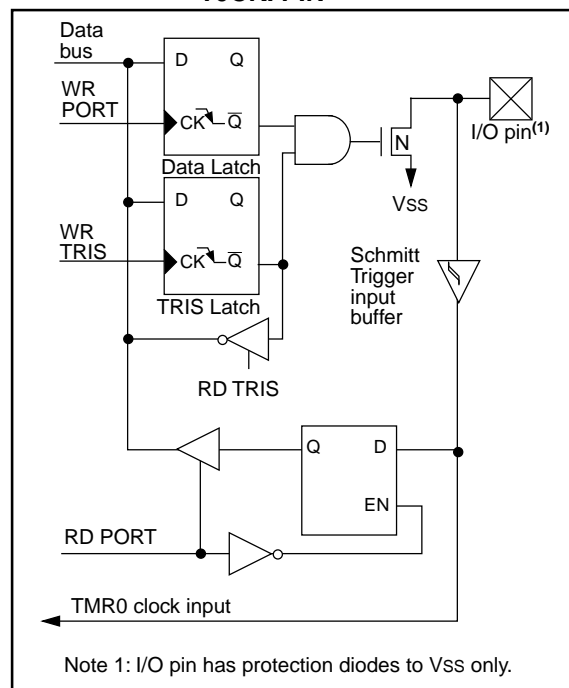 Data
bus
D Q
WR
PORT
CK Q
Data Latch
N
I/O pin(1)
VSS
D Q
WR
TRIS
CK Q
TRIS Latch
Schmitt
Trigger
input
buffer
RD TRIS
Q D
EN
RD PORT
TMR0 clock input
Note 1: I/O pin has protection diodes to VSS only.